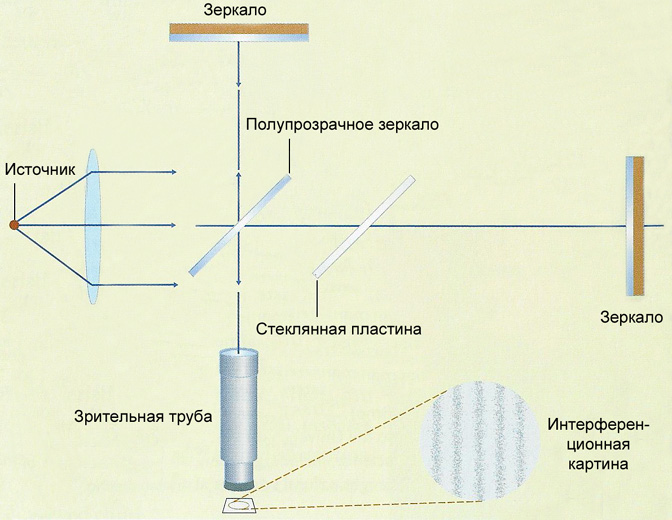 Зеркало
Полупрозрачное зеркало
Источник
Зеркало
Стеклянная пластина
Зрительная труба
Интерферен-
ционная
картина